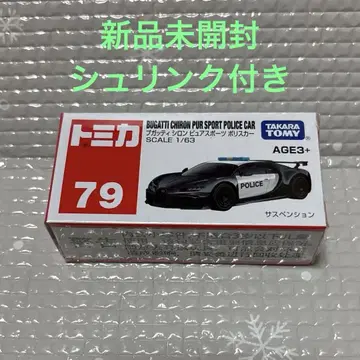 新品未開封
シュリンク付き
トミカ
79
BUGATTI CHIRON PUR SPORT POLICE CAR
ブガッティ シロン ピュアスポーツ ポリスカー
SCALE 1/63
TAKARA
TOMY
AGE3+
POLICE
サスペンション